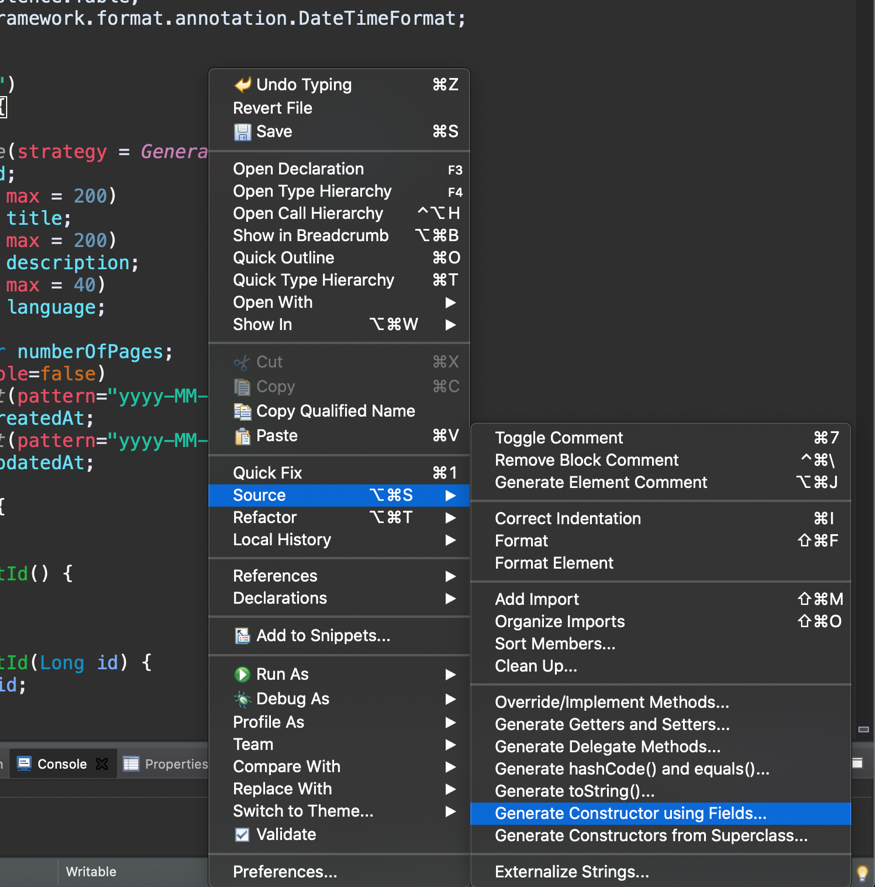 ramework.format.annotation.DateTimeFormat;
")
{
e(strategy = Genera
d;
max = 200)
title;
max = 200)
description;
max = 40)
language;
r numberOfPages;
ble=false)
t(pattern="yyyy-MM-
reatedAt;
t(pattern="yyyy-MM-
pdatedAt;
{
tId() {
tId(Long id) {
id;
Undo Typing ⌘Z
Revert File
Save ⌘S
Open Declaration F3
Open Type Hierarchy F4
Open Call Hierarchy ^⌥H
Show in Breadcrumb ⌥⌘B
Quick Outline ⌘O
Quick Type Hierarchy ⌘T
Open With ▶
Show In ⌥⌘W ▶
Cut ⌘X
Copy ⌘C
Copy Qualified Name
Paste ⌘V
Quick Fix ⌘1
Source ⌥⌘S ▶
Refactor ⌥⌘T ▶
Local History ▶
References ▶
Declarations ▶
Add to Snippets...
Run As ▶
Debug As ▶
Profile As ▶
Team ▶
Compare With ▶
Replace With ▶
Switch to Theme... ▶
Validate
Preferences...
Toggle Comment ⌘7
Remove Block Comment ^⌘\
Generate Element Comment ⌥⌘J
Correct Indentation ⌘I
Format ⇧⌘F
Format Element
Add Import ⇧⌘M
Organize Imports ⇧⌘O
Sort Members...
Clean Up...
Override/Implement Methods...
Generate Getters and Setters...
Generate Delegate Methods...
Generate hashCode() and equals()...
Generate toString()...
Generate Constructor using Fields...
Generate Constructors from Superclass...
Externalize Strings...
Console Properties
Writable